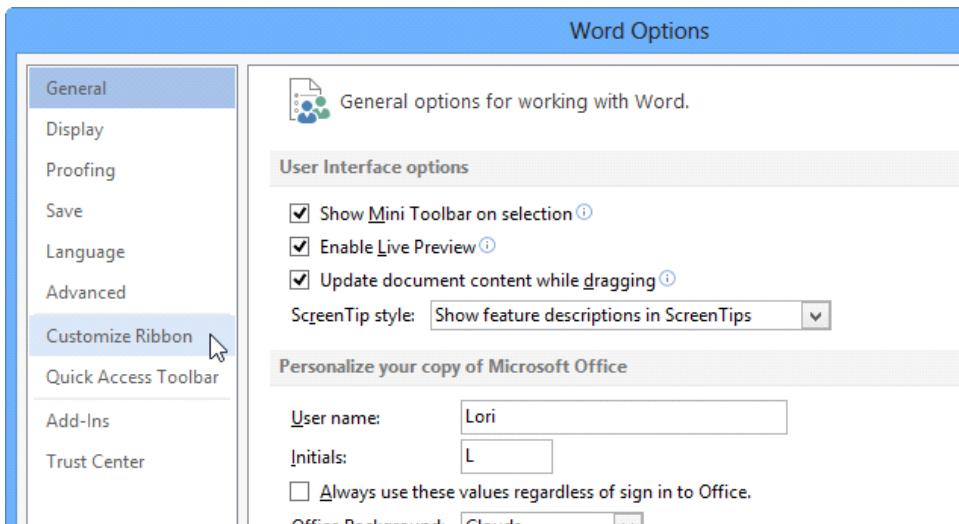 Word Options
General
Display
Proofing
Save
Language
Advanced
Customize Ribbon
Quick Access Toolbar
Add-Ins
Trust Center
General options for working with Word.
User Interface options
Show Mini Toolbar on selection
Enable Live Preview
Update document content while dragging
ScreenTip style: Show feature descriptions in ScreenTips
Personalize your copy of Microsoft Office
User name: Lori
Initials: L
Always use these values regardless of sign in to Office.
Office Background: Clouds